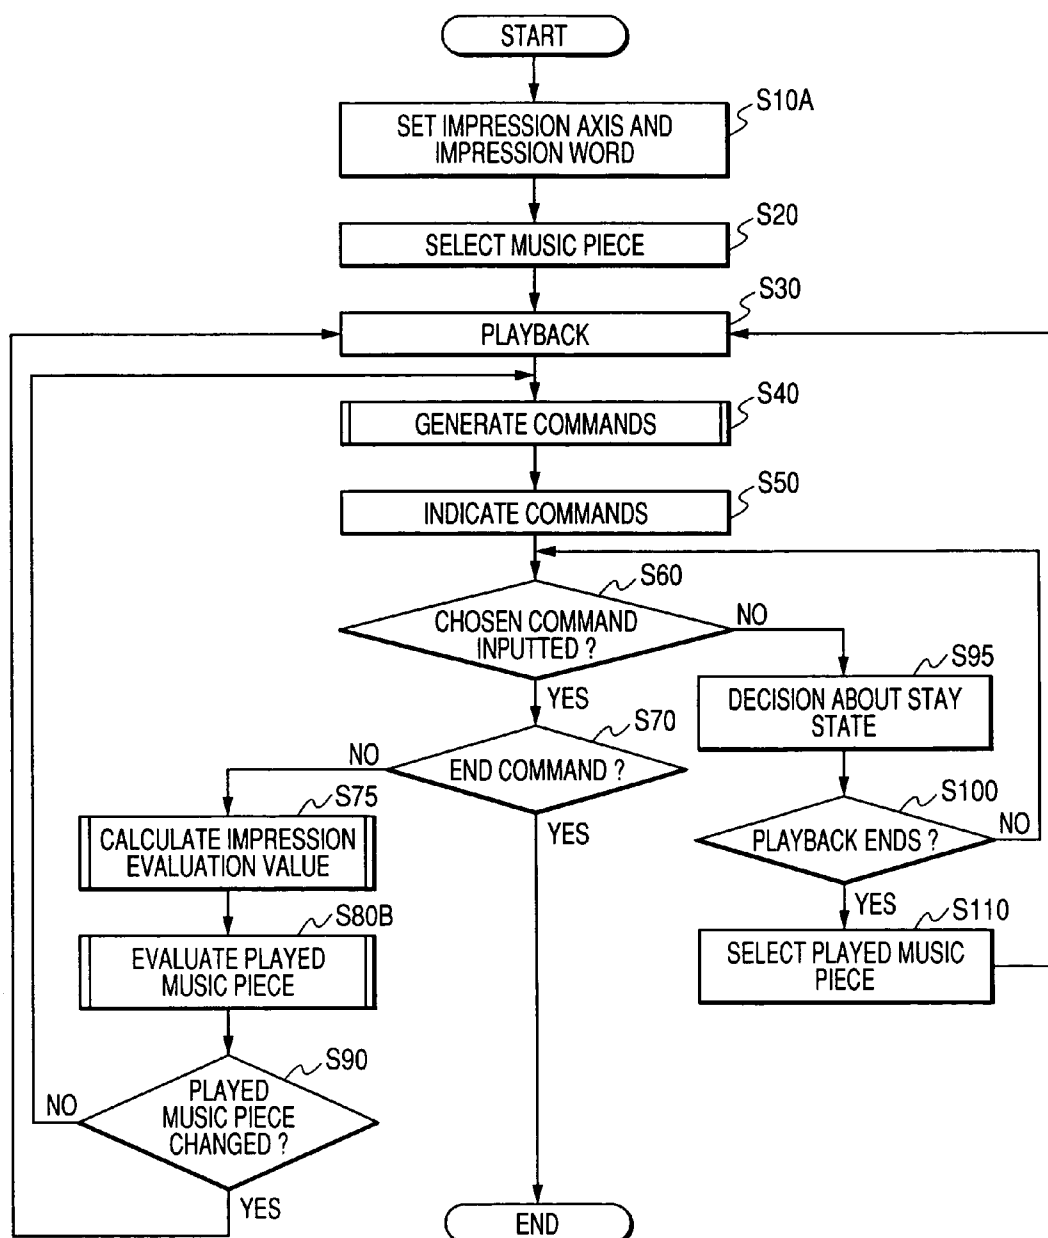 START
S10A
SET IMPRESSION AXIS AND
IMPRESSION WORD
S20
SELECT MUSIC PIECE
S30
PLAYBACK
S40
GENERATE COMMANDS
S50
INDICATE COMMANDS
S60
CHOSEN COMMAND
INPUTTED ?
NO
YES
S95
DECISION ABOUT STAY
STATE
S70
END COMMAND ?
NO
YES
S75
CALCULATE IMPRESSION
EVALUATION VALUE
S100
PLAYBACK ENDS ?
NO
YES
S80B
EVALUATE PLAYED
MUSIC PIECE
S110
SELECT PLAYED MUSIC
PIECE
S90
PLAYED
MUSIC PIECE
CHANGED ?
NO
YES
END